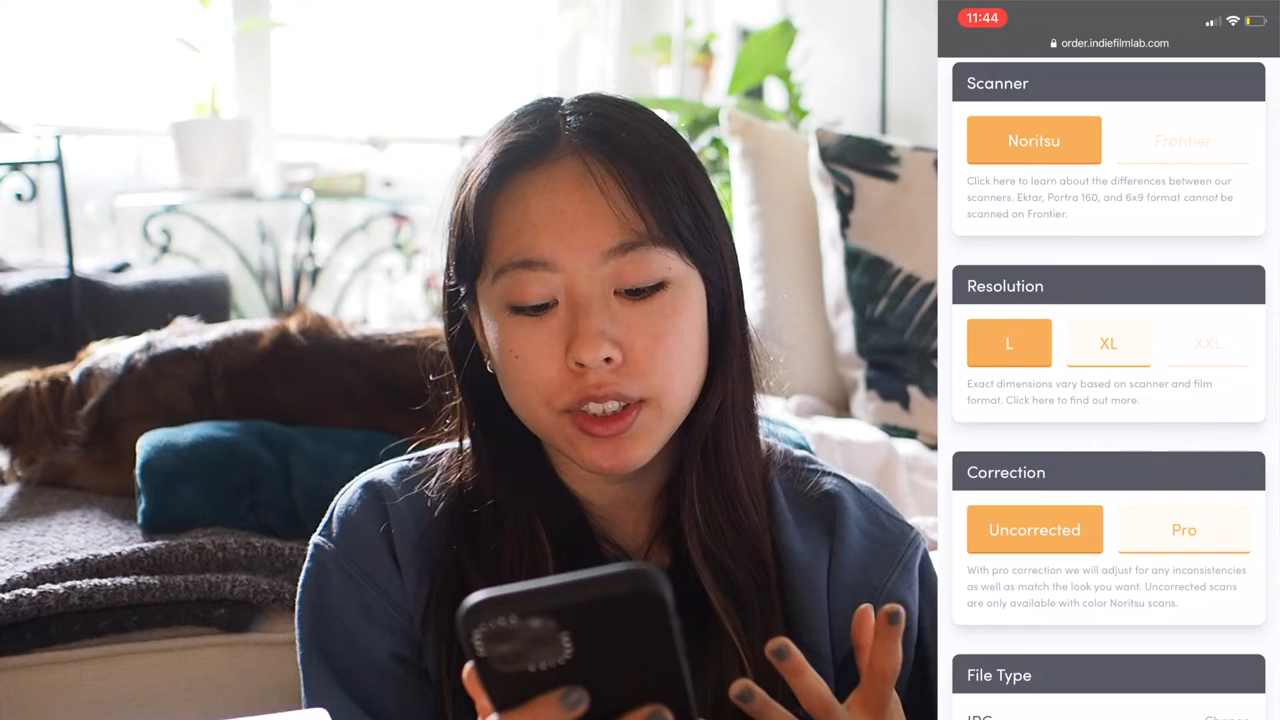 11:44
order.indiefilmlab.com
Scanner
Noritsu
Frontier
Click here to learn about the differences between our
scanners. Ektar, Portra 160, and 6x9 format cannot be
scanned on Frontier.
Resolution
L
XL
XXL
Exact dimensions vary based on scanner and film
format. Click here to find out more.
Correction
Uncorrected
Pro
With pro correction we will adjust for any inconsistencies
as well as match the look you want. Uncorrected scans
are only available with color Noritsu scans.
File Type
JPG
Change